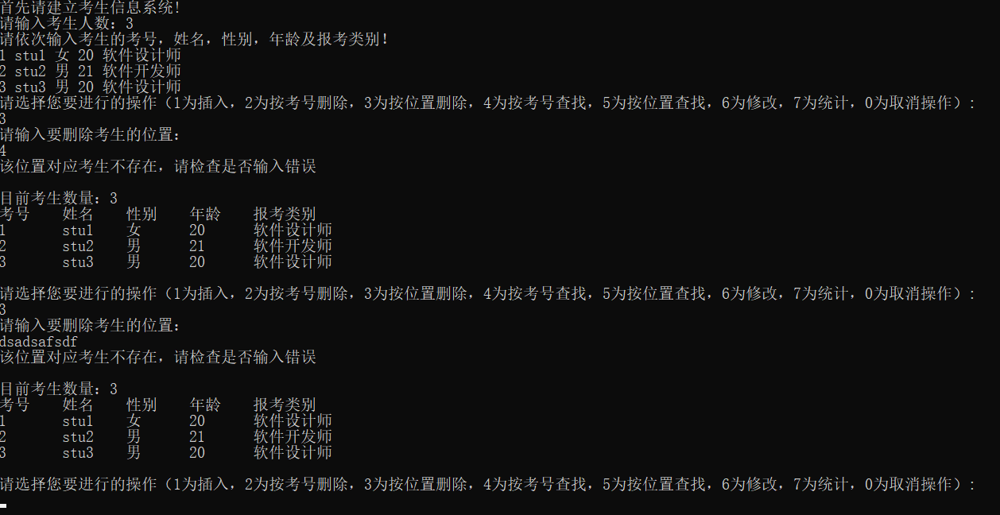 首先请建立考生信息系统!
请输入考生人数：3
请依次输入考生的考号，姓名，性别，年龄及报考类别！
1 stu1 女 20 软件设计师
2 stu2 男 21 软件开发师
3 stu3 男 20 软件设计师
请选择您要进行的操作（1为插入，2为按考号删除，3为按位置删除，4为按考号查找，5为按位置查找，6为修改，7为统计，0为取消操作）:
3
请输入要删除考生的位置：
4
该位置对应考生不存在，请检查是否输入错误
目前考生数量：3
考号 姓名 性别 年龄 报考类别
1 stu1 女 20 软件设计师
2 stu2 男 21 软件开发师
3 stu3 男 20 软件设计师
请选择您要进行的操作（1为插入，2为按考号删除，3为按位置删除，4为按考号查找，5为按位置查找，6为修改，7为统计，0为取消操作）:
3
请输入要删除考生的位置：
dsadsafsdf
该位置对应考生不存在，请检查是否输入错误
目前考生数量：3
考号 姓名 性别 年龄 报考类别
1 stu1 女 20 软件设计师
2 stu2 男 21 软件开发师
3 stu3 男 20 软件设计师
请选择您要进行的操作（1为插入，2为按考号删除，3为按位置删除，4为按考号查找，5为按位置查找，6为修改，7为统计，0为取消操作）: